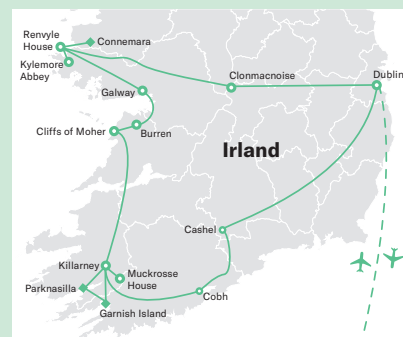 Renvyle
House
Connemara
Kylemore
Abbey
Clonmacnoise
Dublin
Galway
Cliffs of Moher
Burren
Irland
Cashel
Killarney
Muckrosse
House
Parknasilla
Cobh
Garnish Island